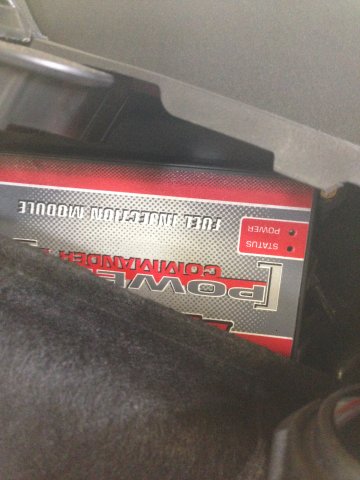 POWE
COMMANDER
FUEL INJECTION MODULE
POWER
STATUS